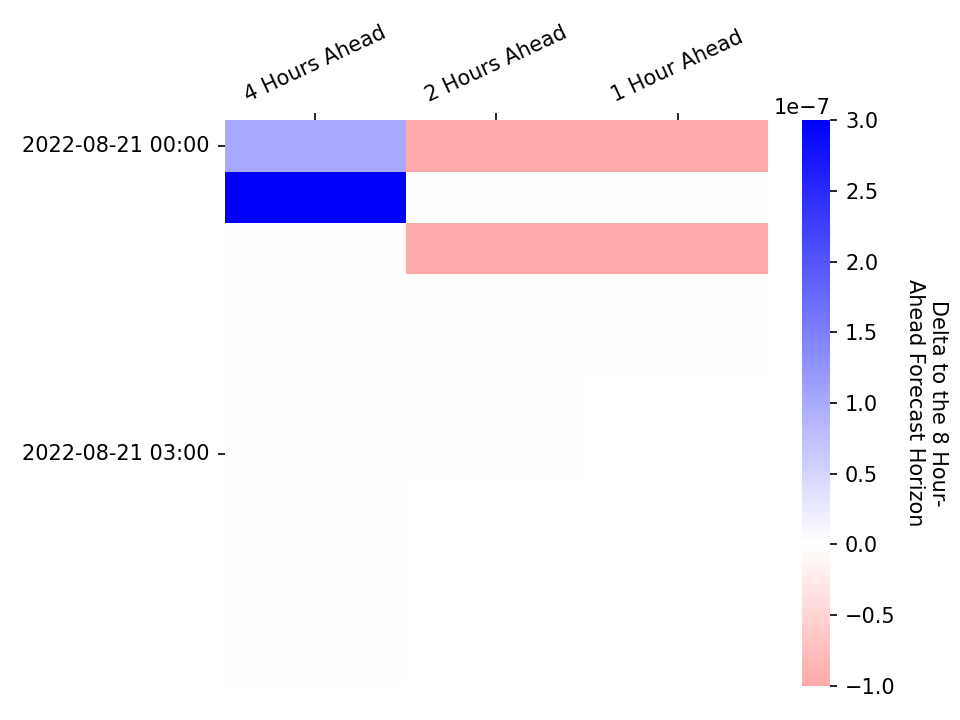 4 Hours Ahead
2 Hours Ahead
1 Hour Ahead
1e−7
2022-08-21 00:00
2022-08-21 03:00
3.0
2.5
2.0
1.5
1.0
0.5
0.0
−0.5
−1.0
Delta to the 8 Hour-
Ahead Forecast Horizon